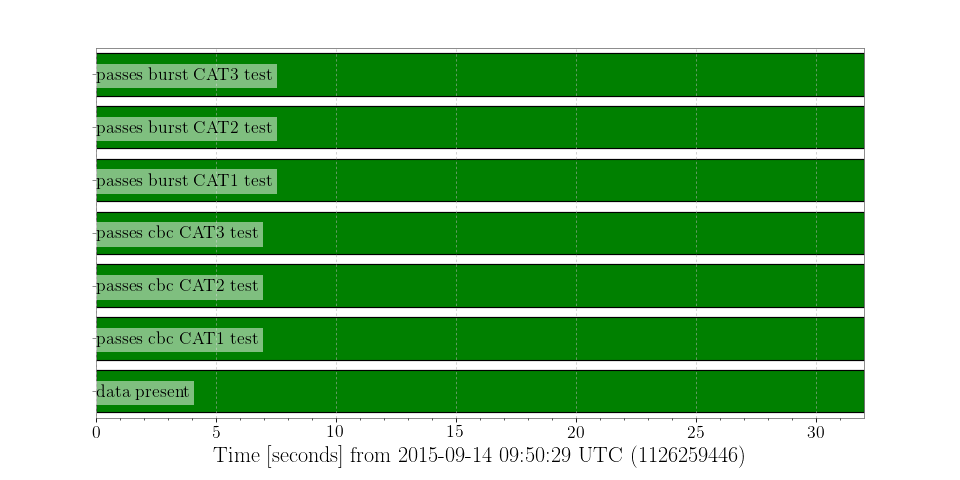 passes burst CAT3 test
passes burst CAT2 test
passes burst CAT1 test
passes cbc CAT3 test
passes cbc CAT2 test
passes cbc CAT1 test
data present
0 5 10 15 20 25 30
Time [seconds] from 2015-09-14 09:50:29 UTC (1126259446)